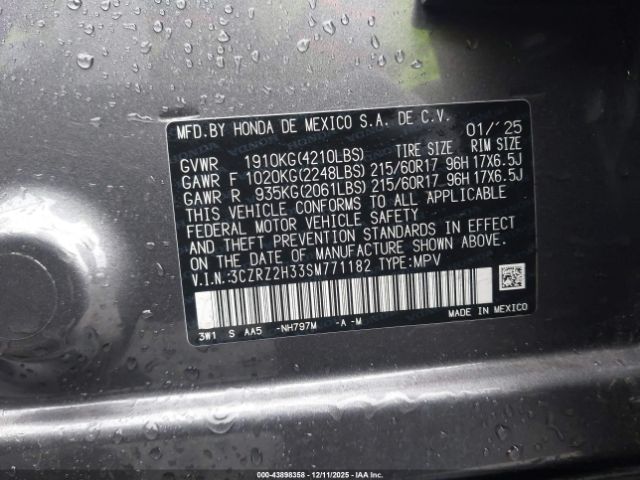 MFD.BY HONDA DE MEXICO S.A. DE C.V. 01/'25
GVWR 1910KG(4210LBS) TIRE SIZE RIM SIZE
GAWR F 1020KG(2248LBS) 215/60R17 96H 17X6.5J
GAWR R 935KG(2061LBS) 215/60R17 96H 17X6.5J
THIS VEHICLE CONFORMS TO ALL APPLICABLE
FEDERAL MOTOR VEHICLE SAFETY
AND THEFT PREVENTION STANDARDS IN EFFECT
ON THE DATE OF MANUFACTURE SHOWN ABOVE.
V.I.N.:3CZRZ2H33SM771182 TYPE:MPV
3W1 S AA5 -NH797M -A -M MADE IN MEXICO
00-43898358 - 12/11/2025 - IAA Inc.